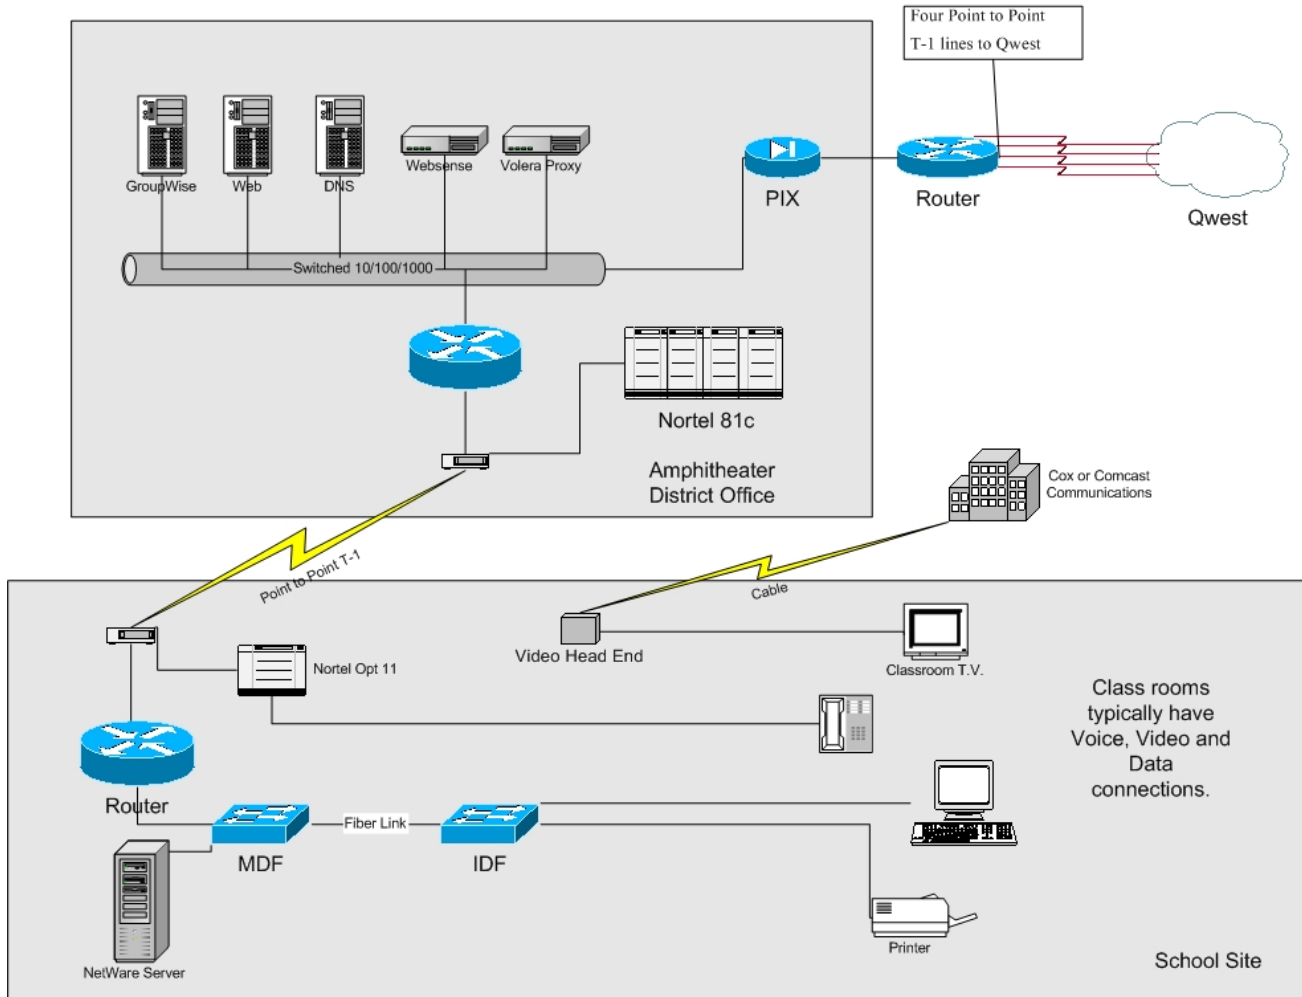 Four Point to Point
T-1 lines to Qwest
GroupWise
Web
DNS
Websense
Volera Proxy
PIX
Router
Qwest
Switched 10/100/1000
Nortel 81c
Amphitheater
District Office
Cox or Comcast
Communications
Point to Point T-1
Cable
Video Head End
Classroom T.V.
Nortel Opt 11
Class rooms
typically have
Voice, Video and
Data
connections.
Router
Fiber Link
MDF
IDF
NetWare Server
Printer
School Site